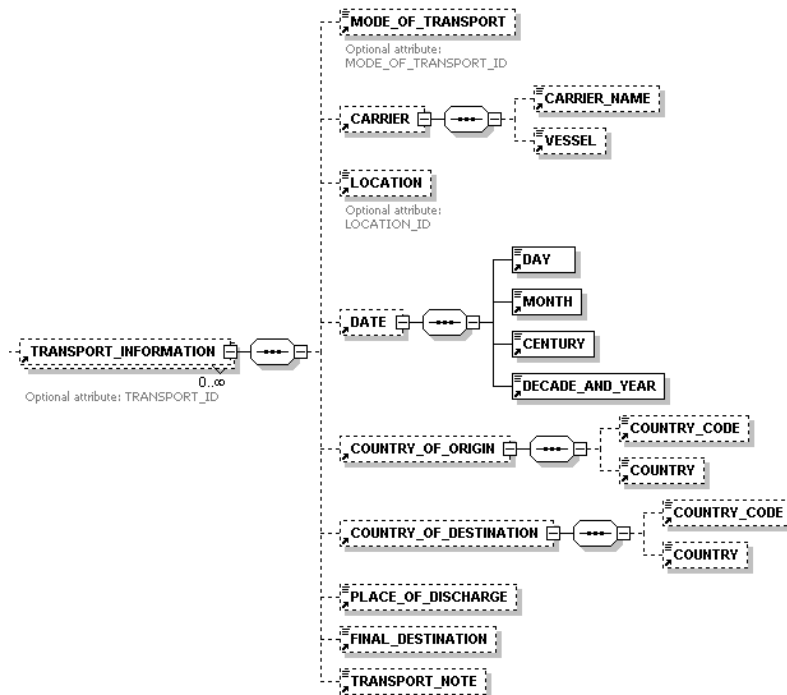 MODE_OF_TRANSPORT
Optional attribute:
MODE_OF_TRANSPORT_ID
CARRIER
CARRIER_NAME
VESSEL
LOCATION
Optional attribute:
LOCATION_ID
DATE
DAY
MONTH
CENTURY
DECADE_AND_YEAR
TRANSPORT_INFORMATION
0..∞
Optional attribute: TRANSPORT_ID
COUNTRY_OF_ORIGIN
COUNTRY_CODE
COUNTRY
COUNTRY_OF_DESTINATION
COUNTRY_CODE
COUNTRY
PLACE_OF_DISCHARGE
FINAL_DESTINATION
TRANSPORT_NOTE